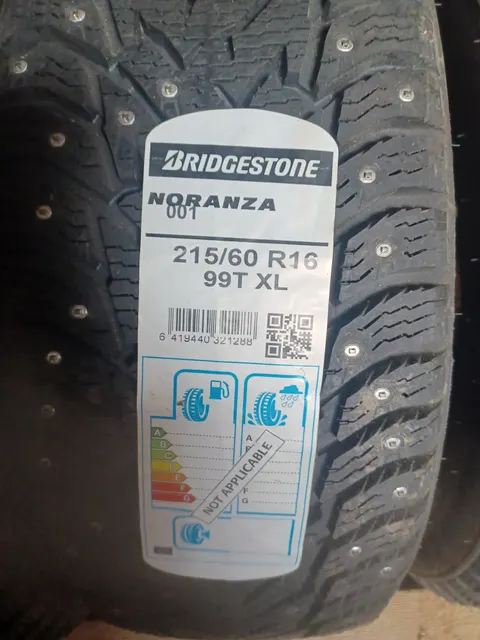 BRIDGESTONE
NORANZA
001
215/60 R16
99T XL
6 419440 321288
A
B
C
G
A
NOT APPLICABLE
F
G